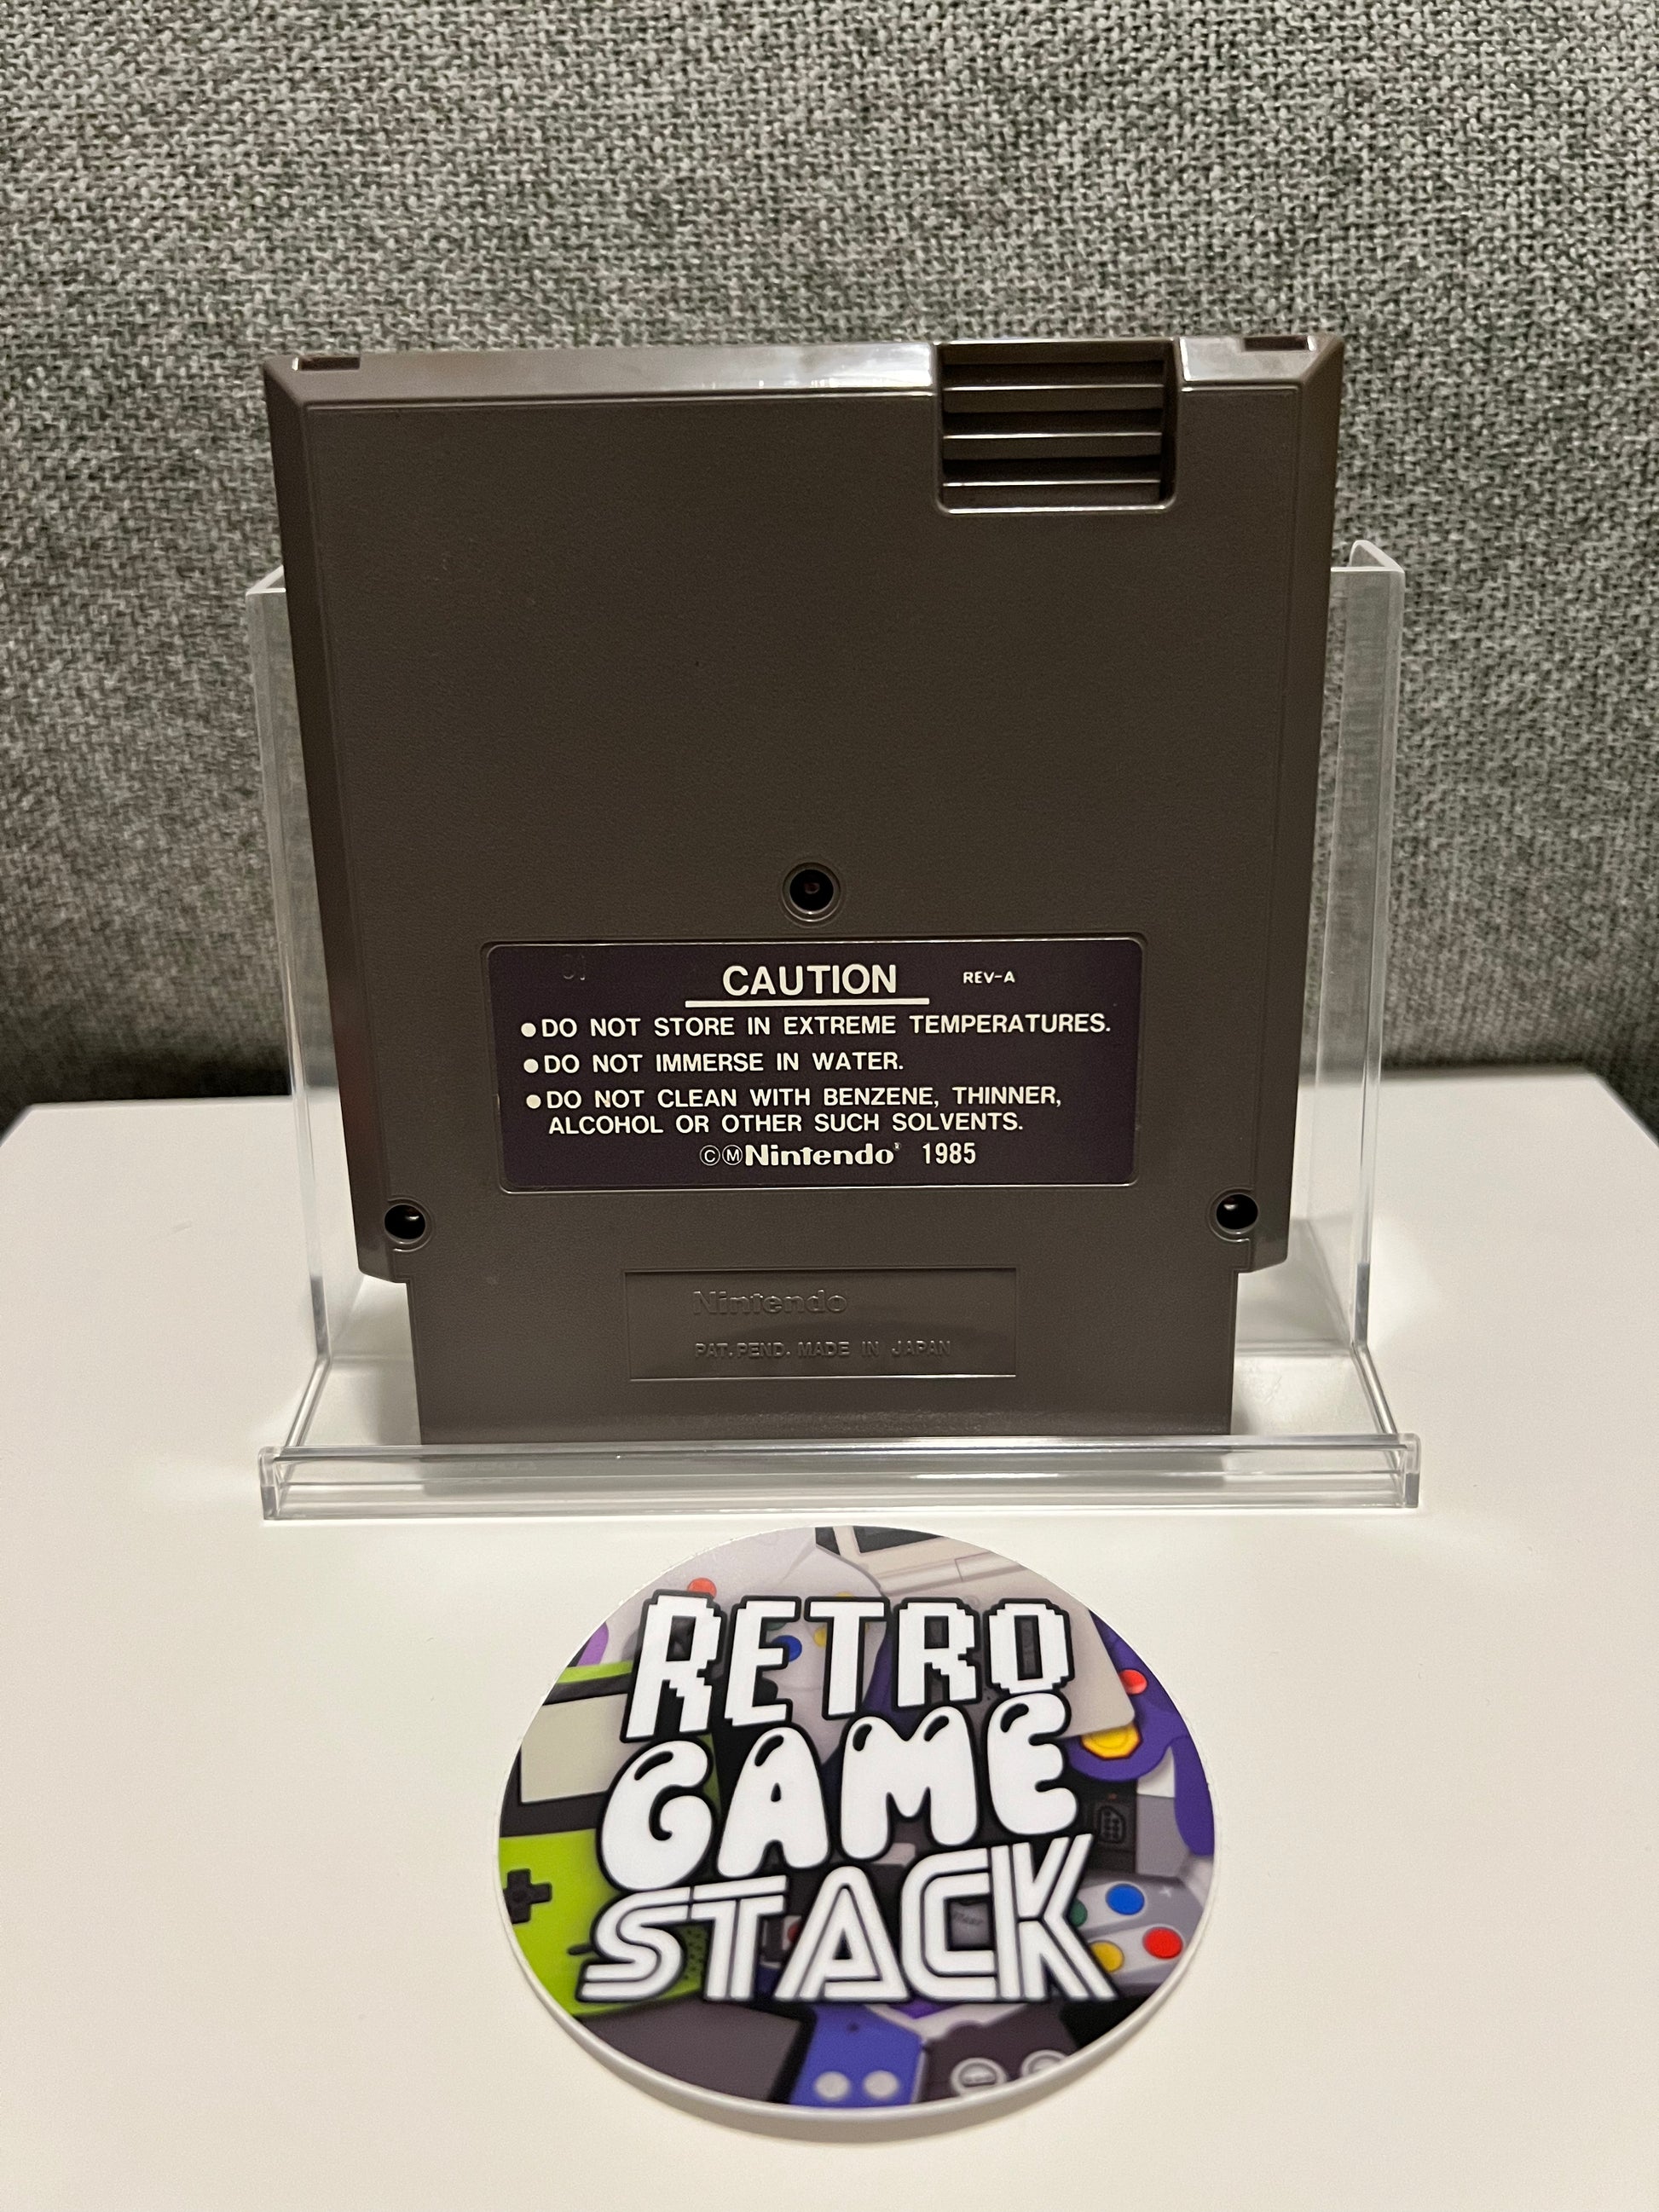 CAUTION REV-A
●DO NOT STORE IN EXTREME TEMPERATURES.
●DO NOT IMMERSE IN WATER.
●DO NOT CLEAN WITH BENZENE, THINNER,
ALCOHOL OR OTHER SUCH SOLVENTS.
ⒸⓂNintendo® 1985
Nintendo
PAT. PEND. MADE IN JAPAN
RETRO
GAME
STACK